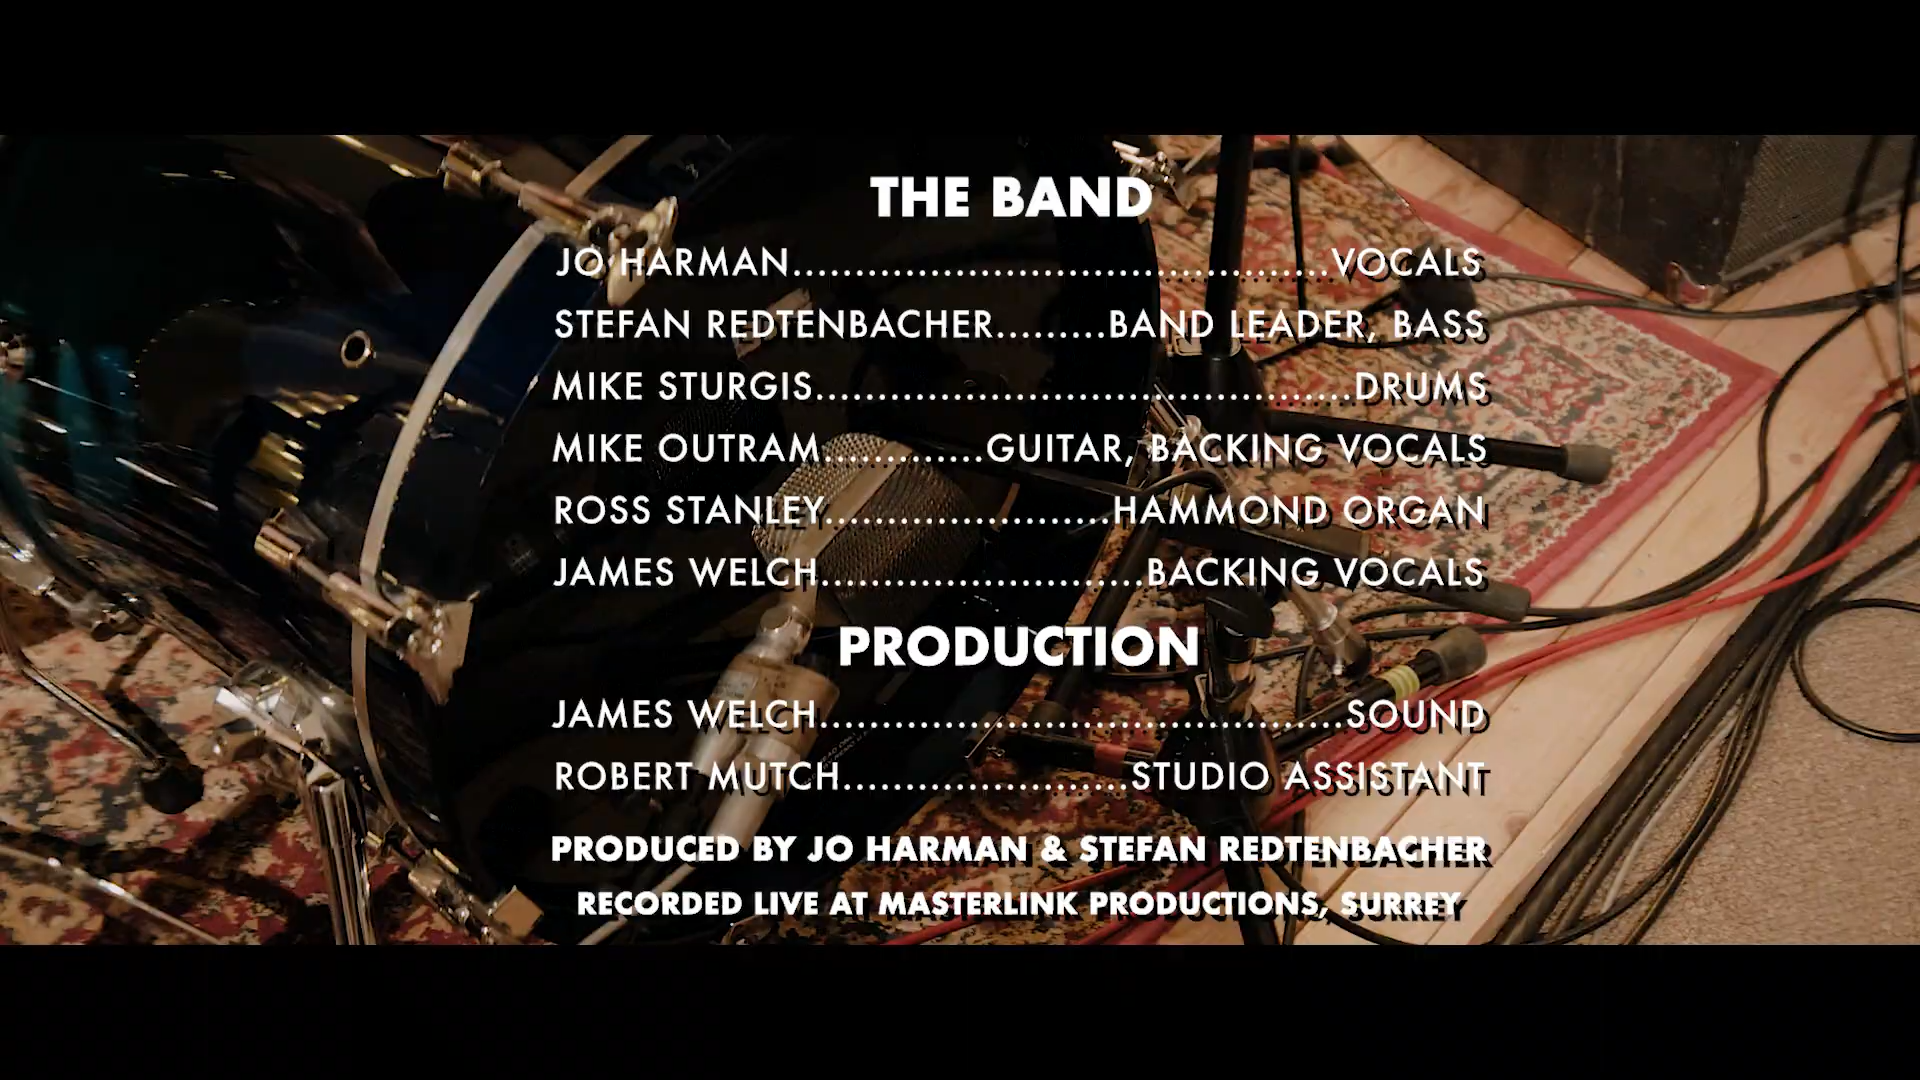 THE BAND
JO HARMAN...........................................VOCALS
STEFAN REDTENBACHER.........BAND LEADER, BASS
MIKE STURGIS...........................................DRUMS
MIKE OUTRAM.............GUITAR, BACKING VOCALS
ROSS STANLEY.......................HAMMOND ORGAN
JAMES WELCH..........................BACKING VOCALS
PRODUCTION
JAMES WELCH..........................................SOUND
ROBERT MUTCH.......................STUDIO ASSISTANT
PRODUCED BY JO HARMAN & STEFAN REDTENBACHER
RECORDED LIVE AT MASTERLINK PRODUCTIONS, SURREY